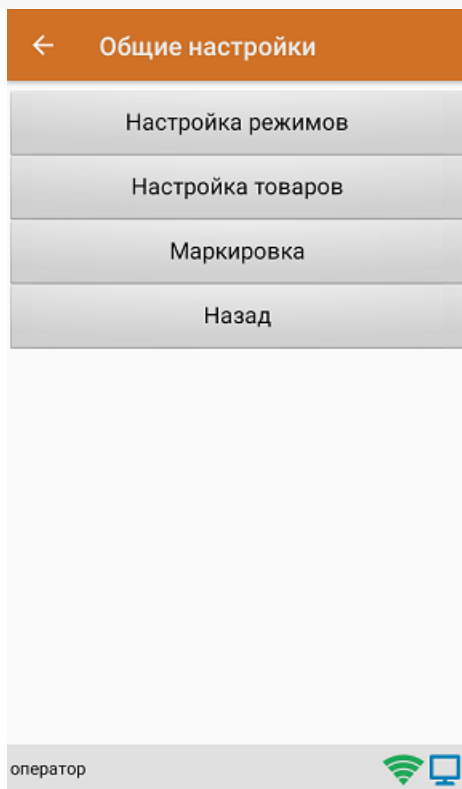 Общие настройки
Настройка режимов
Настройка товаров
Маркировка
Назад
оператор